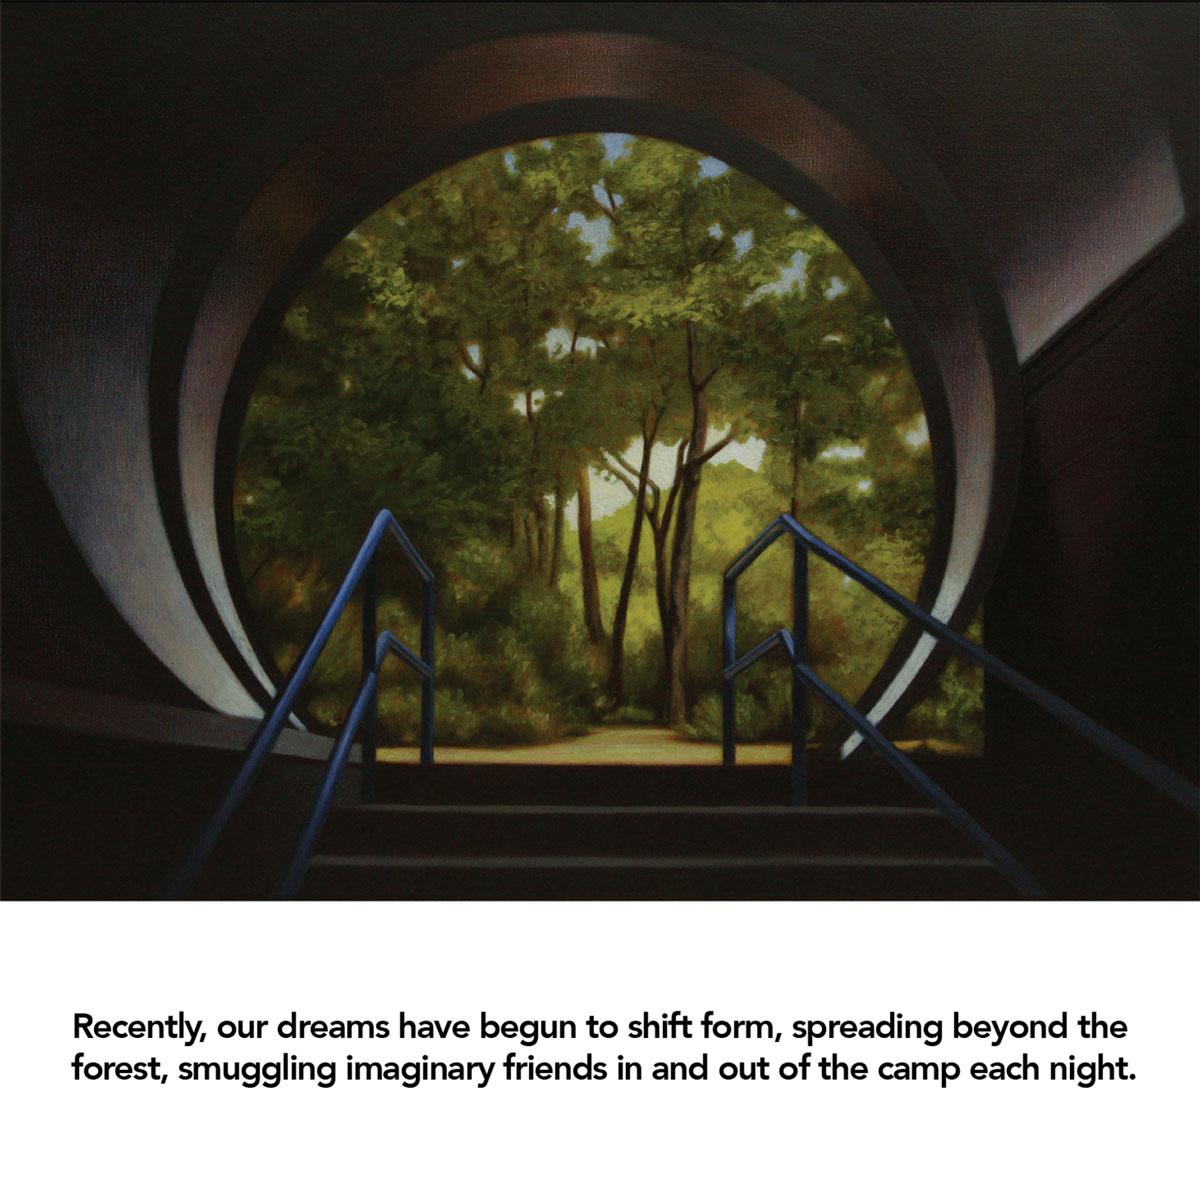 Recently, our dreams have begun to shift form, spreading beyond the
forest, smuggling imaginary friends in and out of the camp each night.